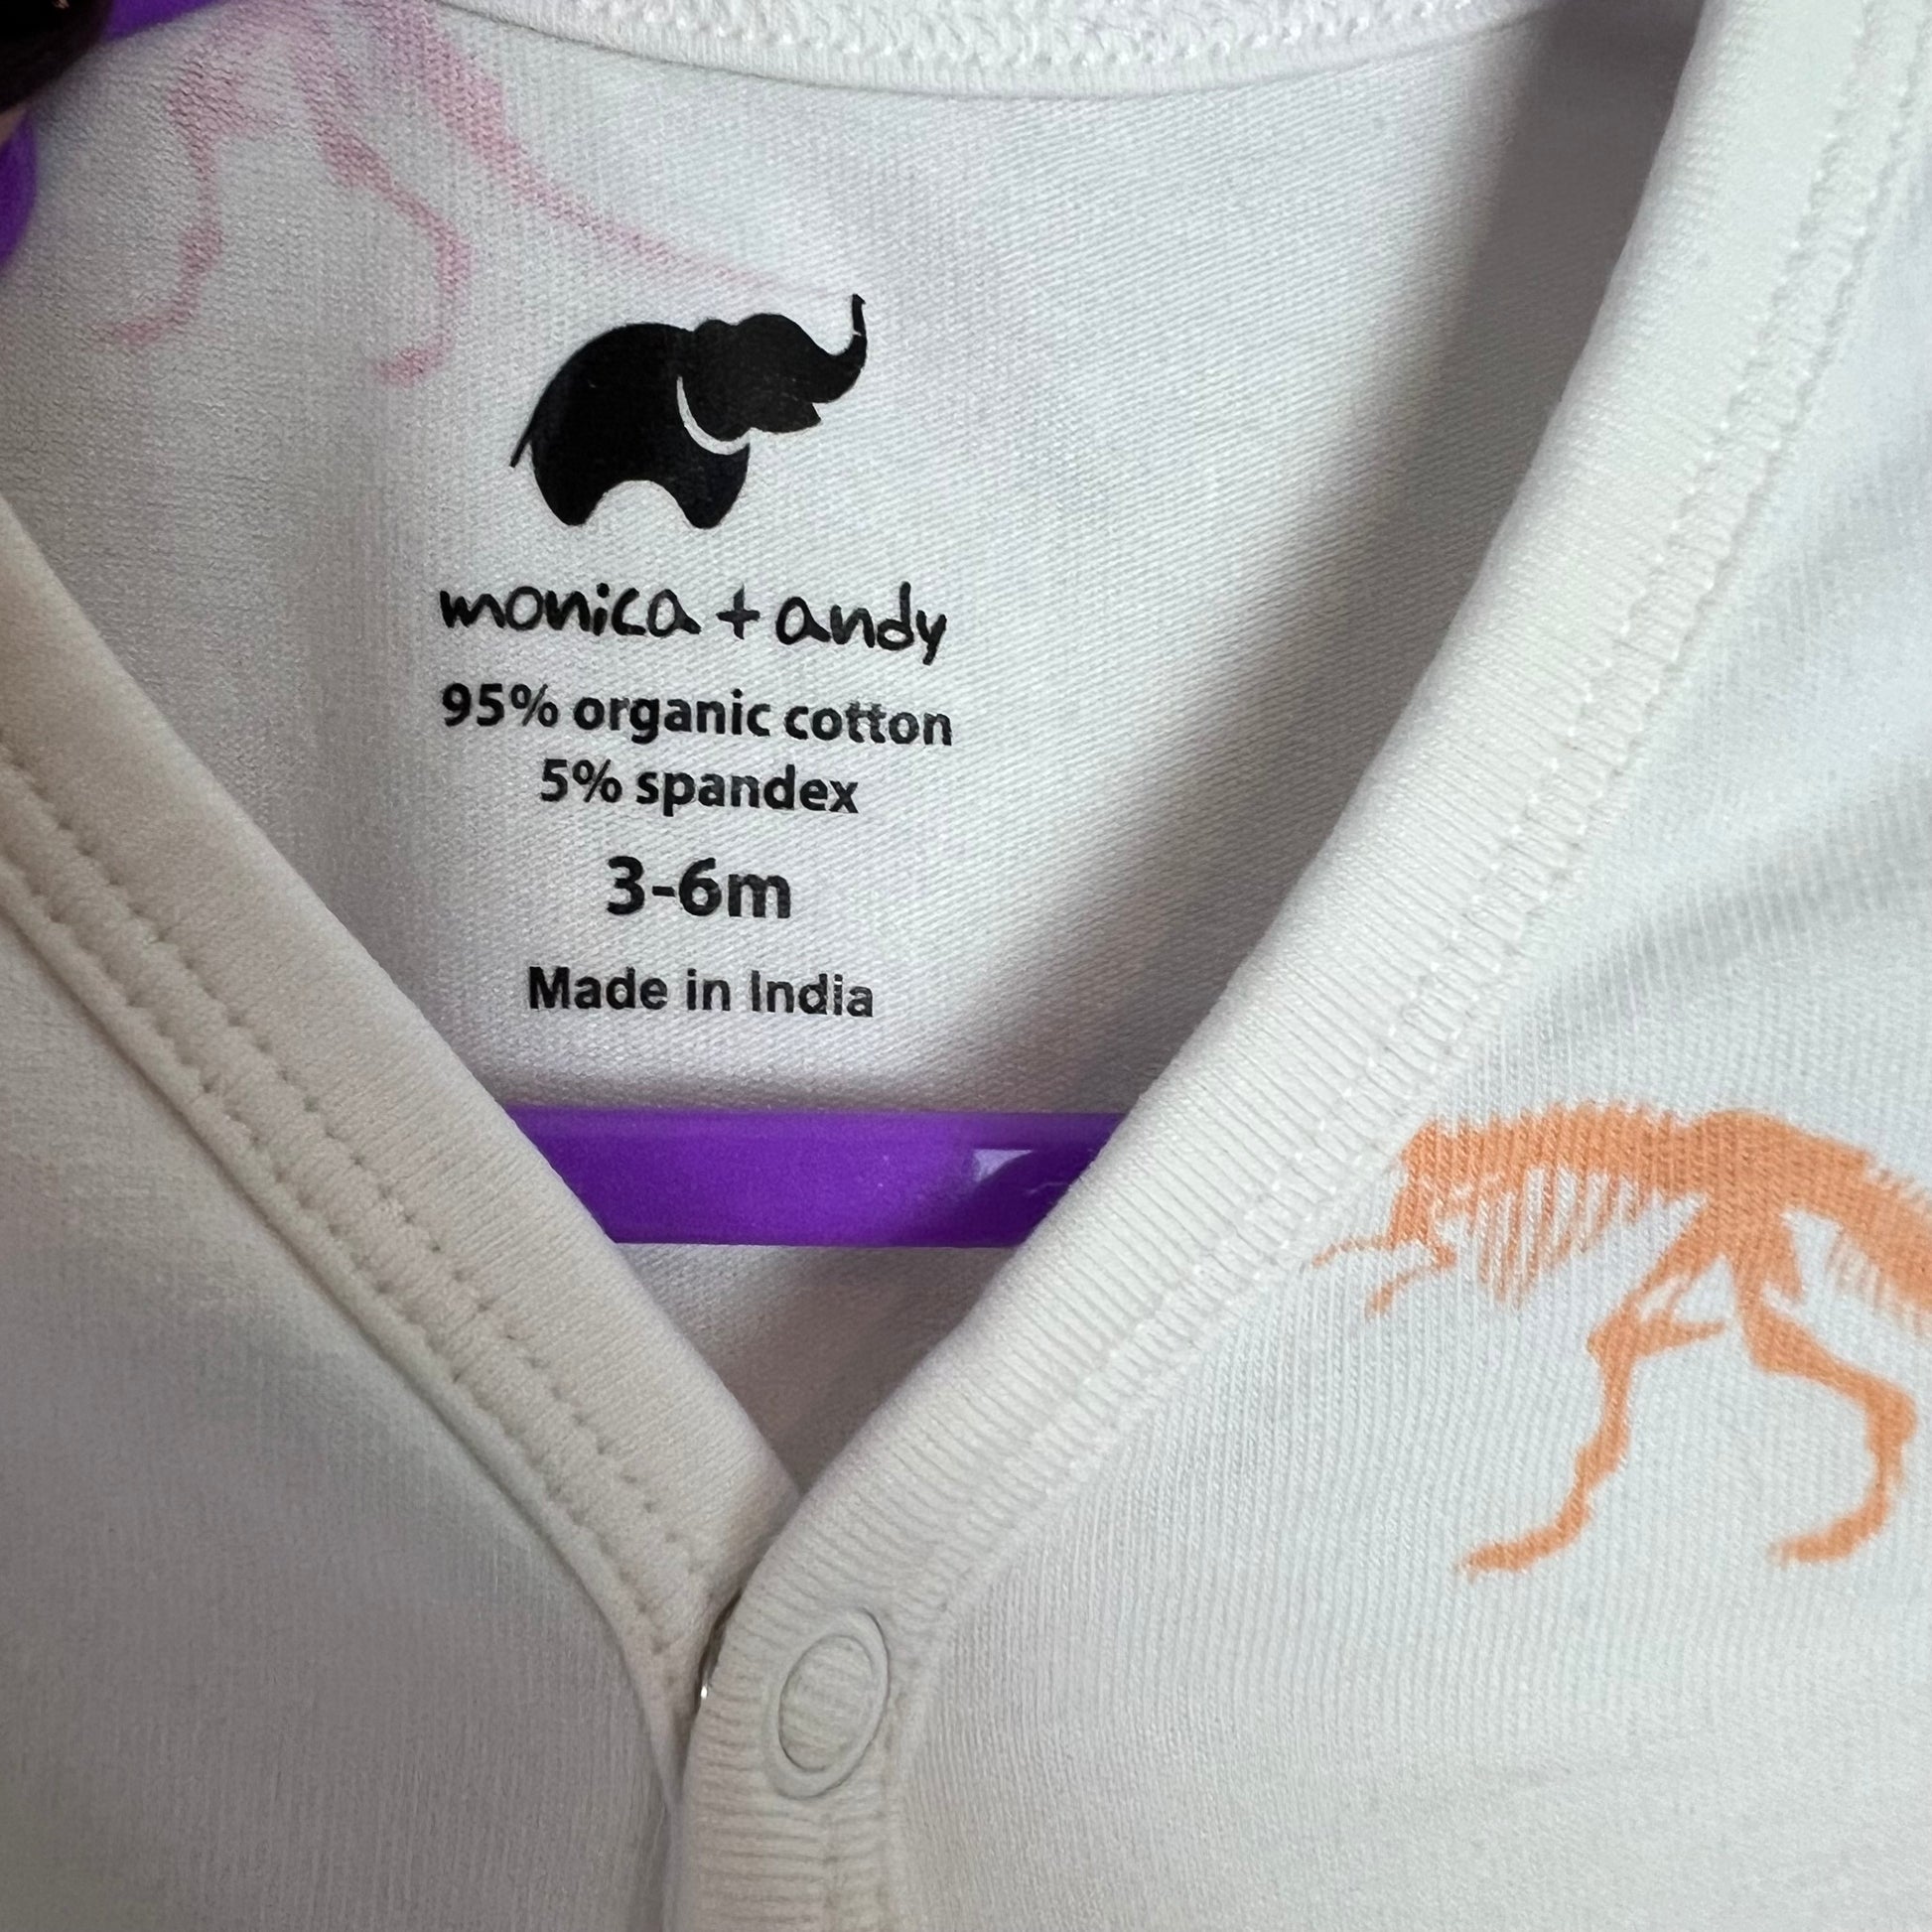 monica + andy
95% organic cotton
5% spandex
3-6m
Made in India